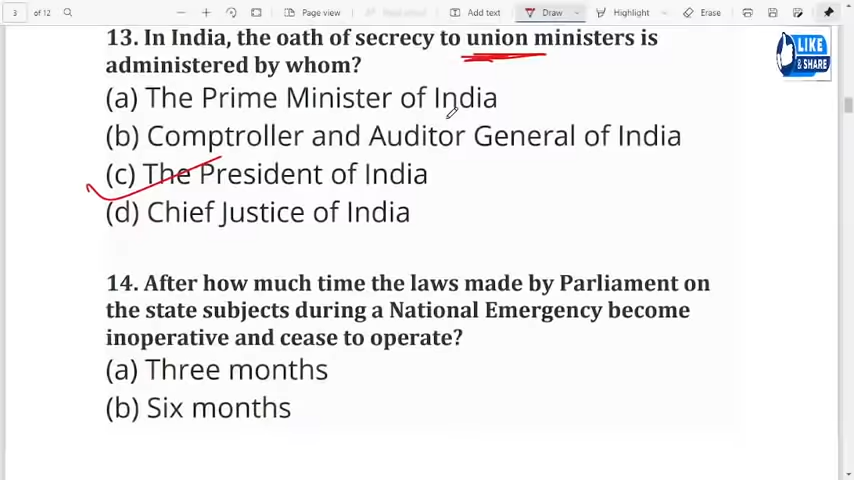 3 of 12
Page view
Add text
Draw
Highlight
Erase
13. In India, the oath of secrecy to union ministers is
administered by whom?
(a) The Prime Minister of India
(b) Comptroller and Auditor General of India
(c) The President of India
(d) Chief Justice of India
LIKE
& SHARE
14. After how much time the laws made by Parliament on
the state subjects during a National Emergency become
inoperative and cease to operate?
(a) Three months
(b) Six months